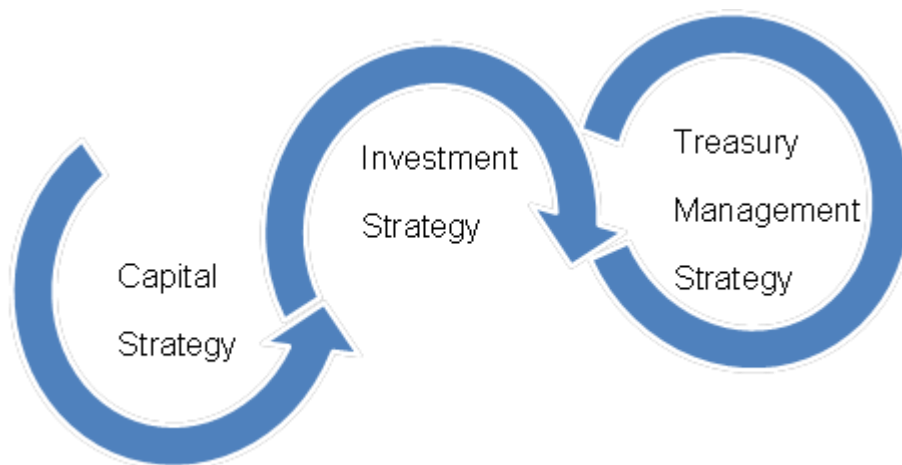 Capital
Strategy
Investment
Strategy
Treasury
Management
Strategy